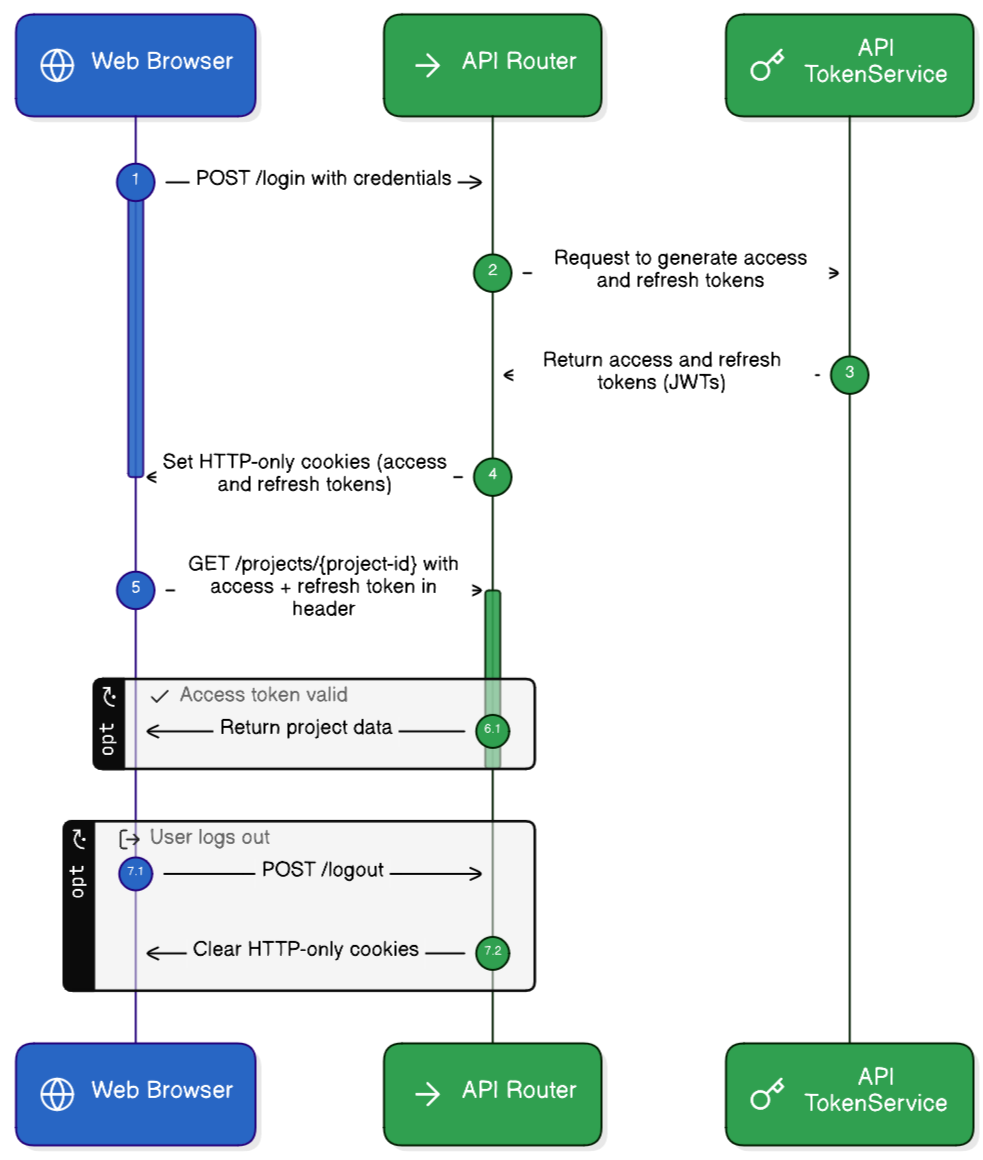 Web Browser
API Router
API
TokenService
1
POST /login with credentials
2
Request to generate access
and refresh tokens
Return access and refresh
tokens (JWTs)
3
Set HTTP-only cookies (access
and refresh tokens)
4
5
GET /projects/{project-id} with
access + refresh token in
header
opt
Access token valid
Return project data
6.1
opt
User logs out
7.1
POST /logout
Clear HTTP-only cookies
7.2
Web Browser
API Router
API
TokenService